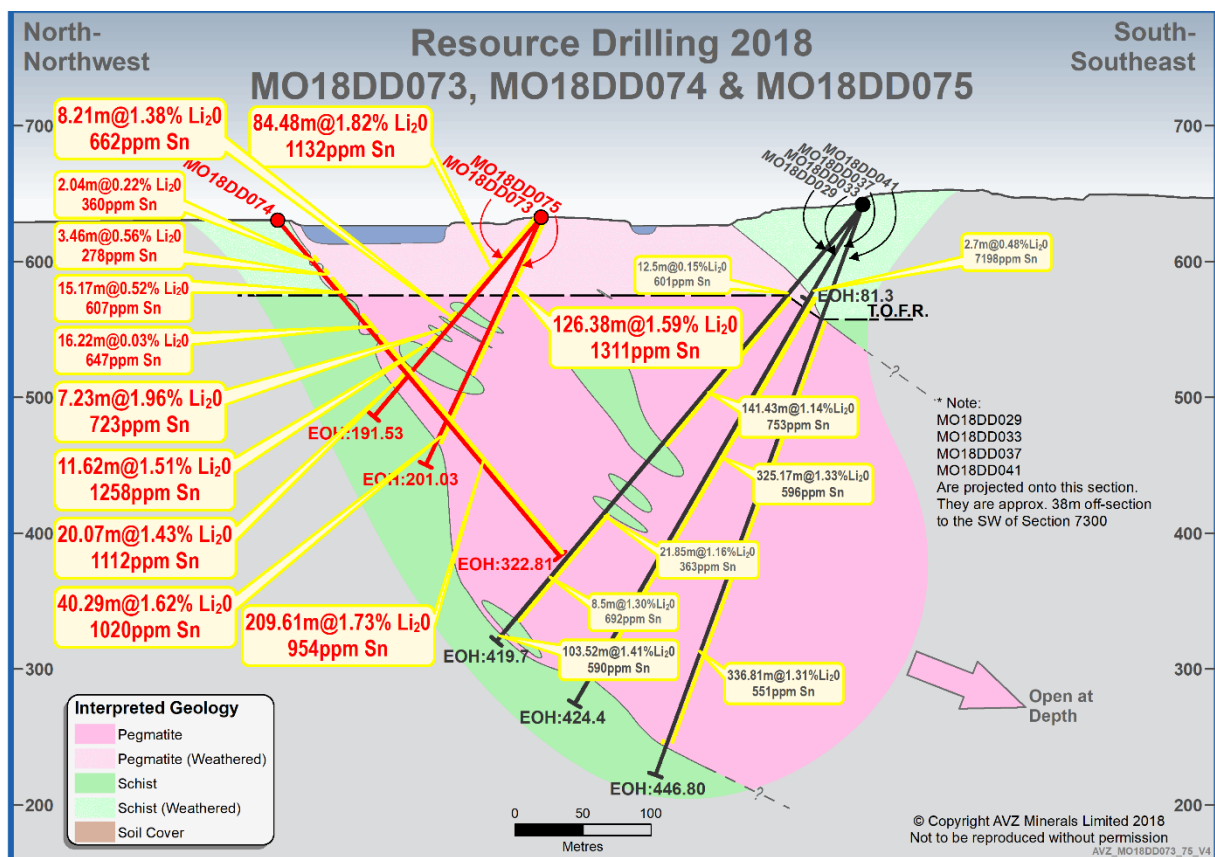 North-
Northwest
Resource Drilling 2018
MO18DD073, MO18DD074 & MO18DD075
South-
Southeast
700
600
500
400
300
200
700
600
500
400
300
200
8.21m@1.38% Li₂0
662ppm Sn
84.48m@1.82% Li₂0
1132ppm Sn
2.04m@0.22% Li₂0
360ppm Sn
3.46m@0.56% Li₂0
278ppm Sn
15.17m@0.52% Li₂0
607ppm Sn
16.22m@0.03% Li₂0
647ppm Sn
7.23m@1.96% Li₂0
723ppm Sn
11.62m@1.51% Li₂0
1258ppm Sn
20.07m@1.43% Li₂0
1112ppm Sn
40.29m@1.62% Li₂0
1020ppm Sn
209.61m@1.73% Li₂0
954ppm Sn
126.38m@1.59% Li₂0
1311ppm Sn
MO18DD074
MO18DD075
MO18DD073
MO18DD041
MO18DD037
MO18DD033
MO18DD029
12.5m@0.15%Li₂0
601ppm Sn
2.7m@0.48%Li₂0
7198ppm Sn
EOH:81.3
T.O.F.R.
?
141.43m@1.14%Li₂0
753ppm Sn
325.17m@1.33%Li₂0
596ppm Sn
21.85m@1.16%Li₂0
363ppm Sn
8.5m@1.30%Li₂0
692ppm Sn
103.52m@1.41%Li₂0
590ppm Sn
336.81m@1.31%Li₂0
551ppm Sn
EOH:191.53
EOH:201.03
EOH:322.81
EOH:419.7
EOH:424.4
EOH:446.80
?
* Note:
MO18DD029
MO18DD033
MO18DD037
MO18DD041
Are projected onto this section.
They are approx. 38m off-section
to the SW of Section 7300
Open at
Depth
Interpreted Geology
Pegmatite
Pegmatite (Weathered)
Schist
Schist (Weathered)
Soil Cover
0 50 100
Metres
© Copyright AVZ Minerals Limited 2018
Not to be reproduced without permission
AVZ_MO18DD073_75_V4